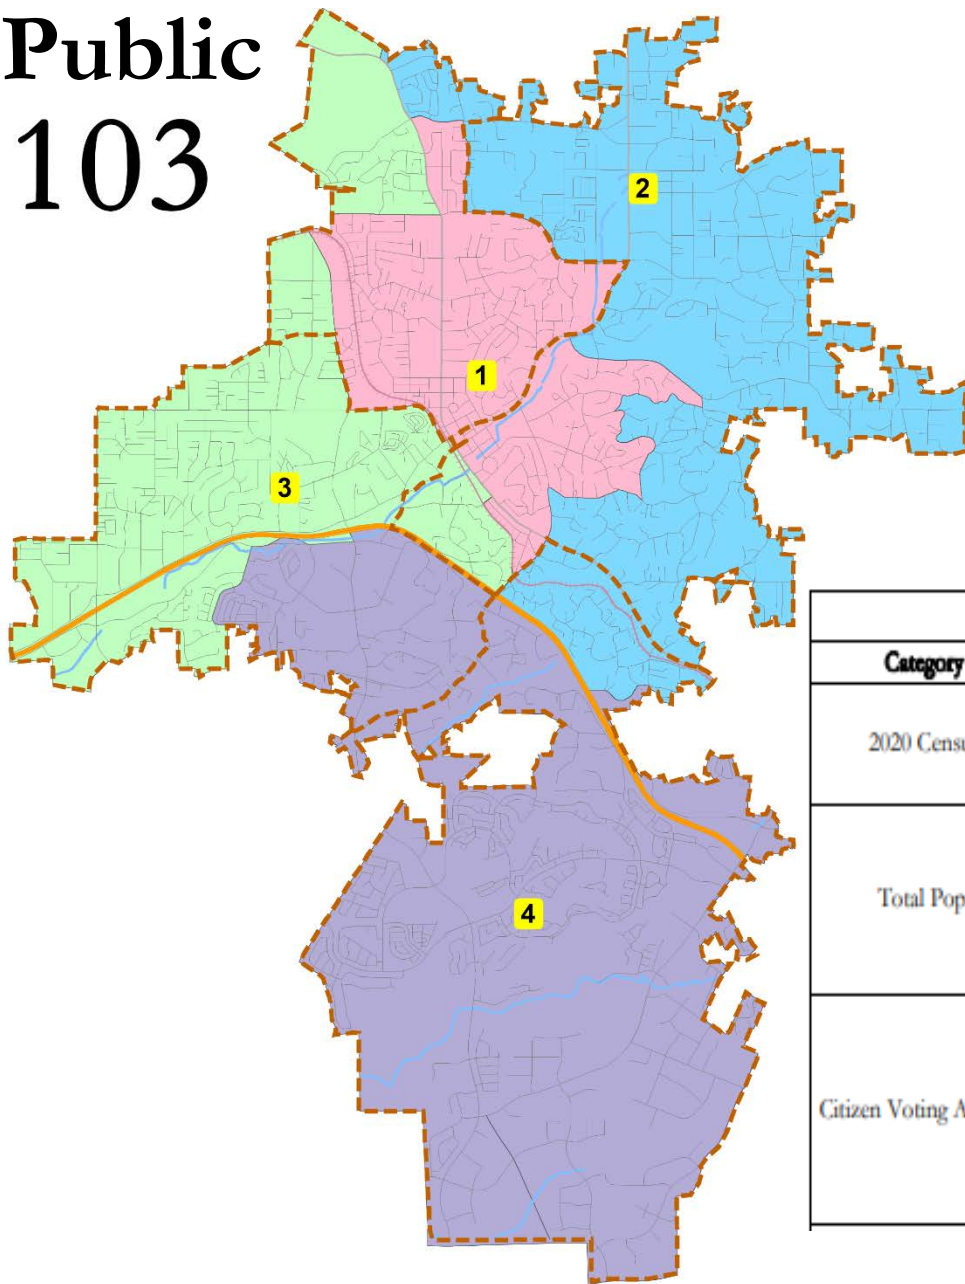 Public
103
2
1
3
4
Category
2020 Censu
Total Pop
Citizen Voting A